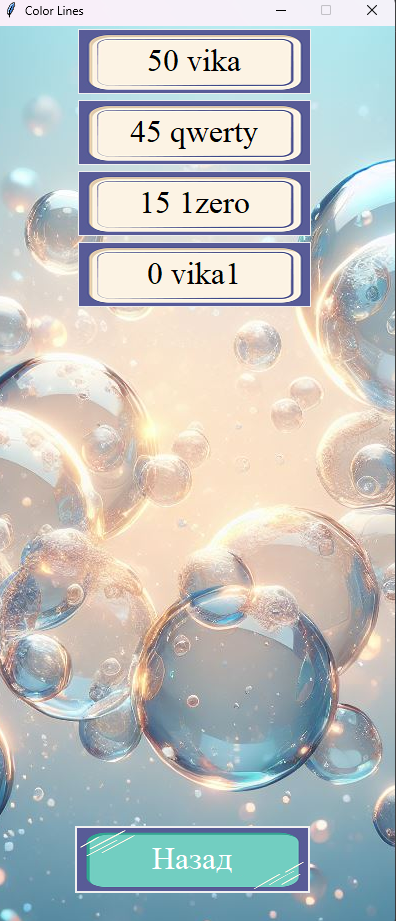 Color Lines
50 vika
45 qwerty
15 1zero
0 vika1
Назад